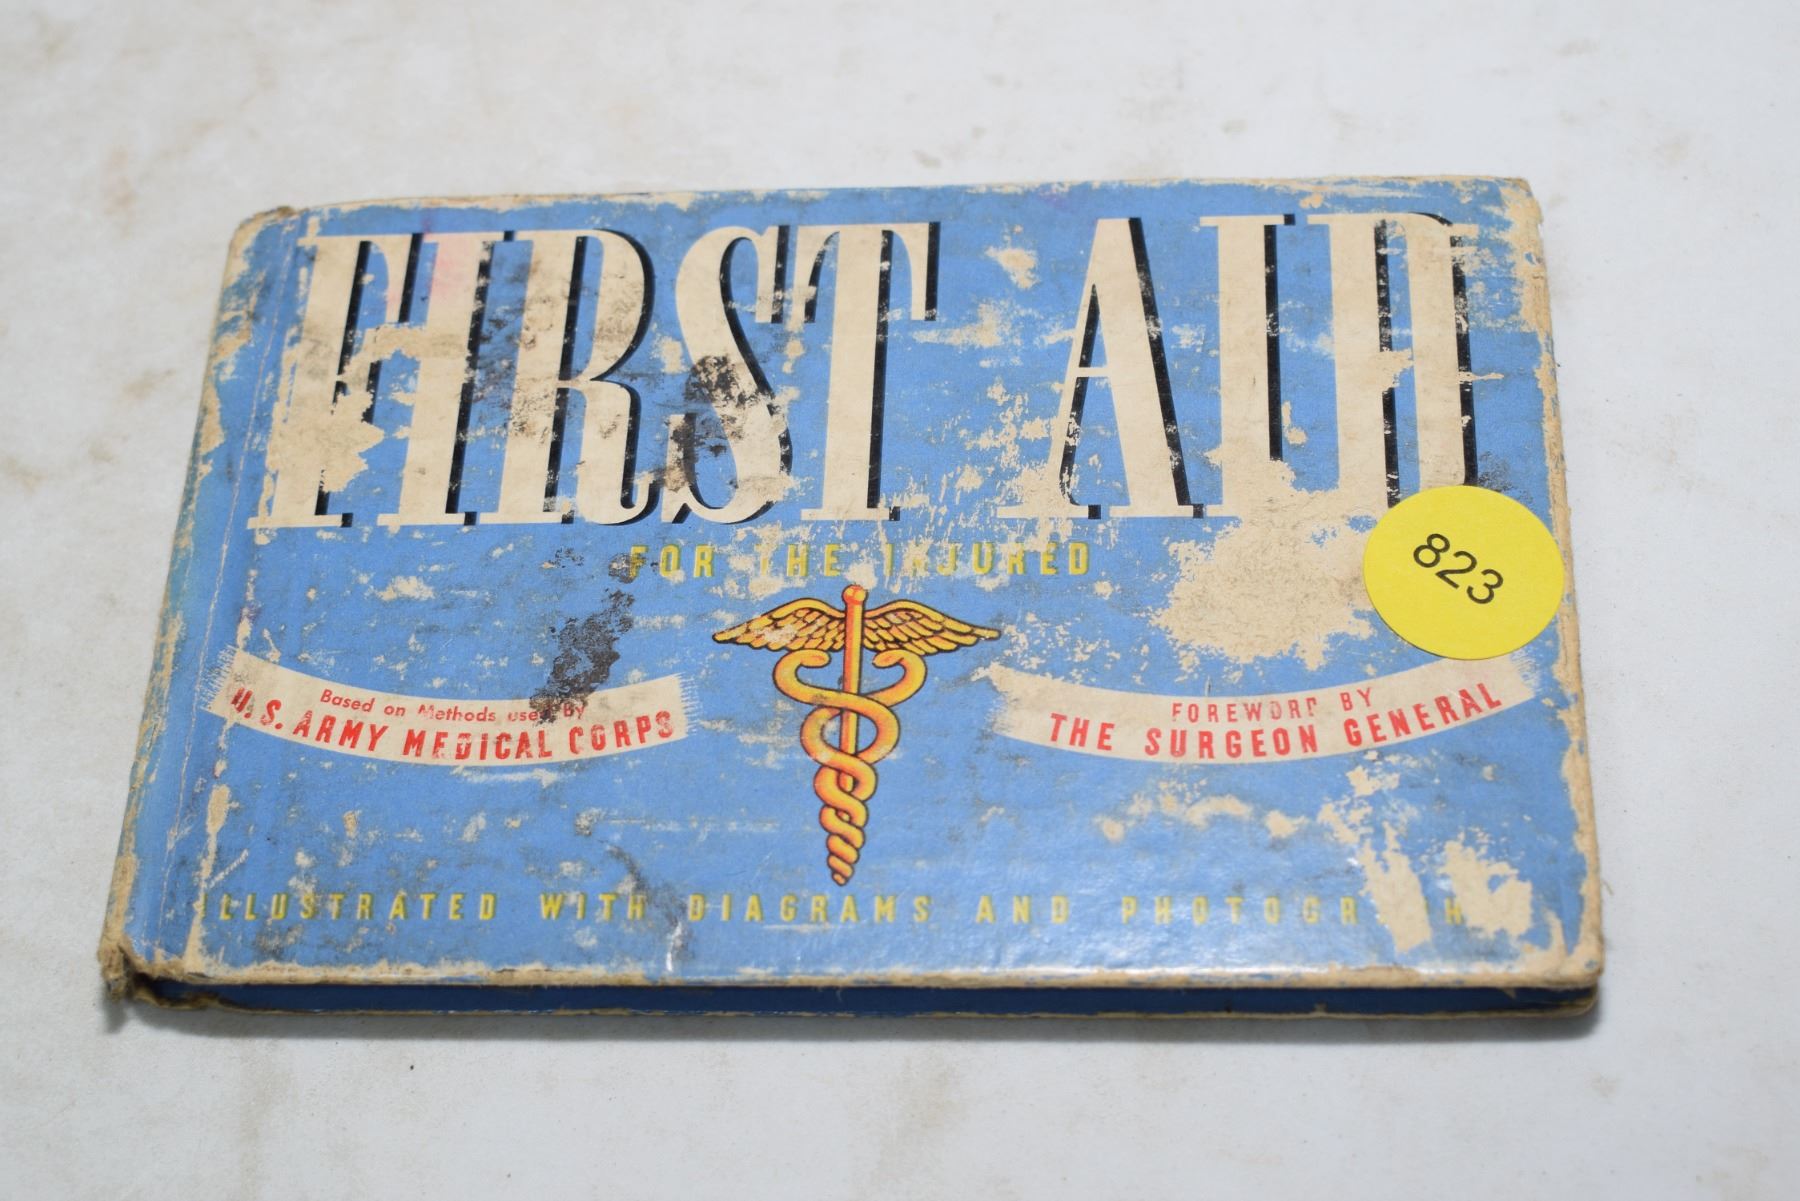 FIRST AID
FOR THE INJURED
823
Based on Methods used By
U.S. ARMY MEDICAL CORPS
FOREWORD BY
THE SURGEON GENERAL
ILLUSTRATED WITH DIAGRAMS AND